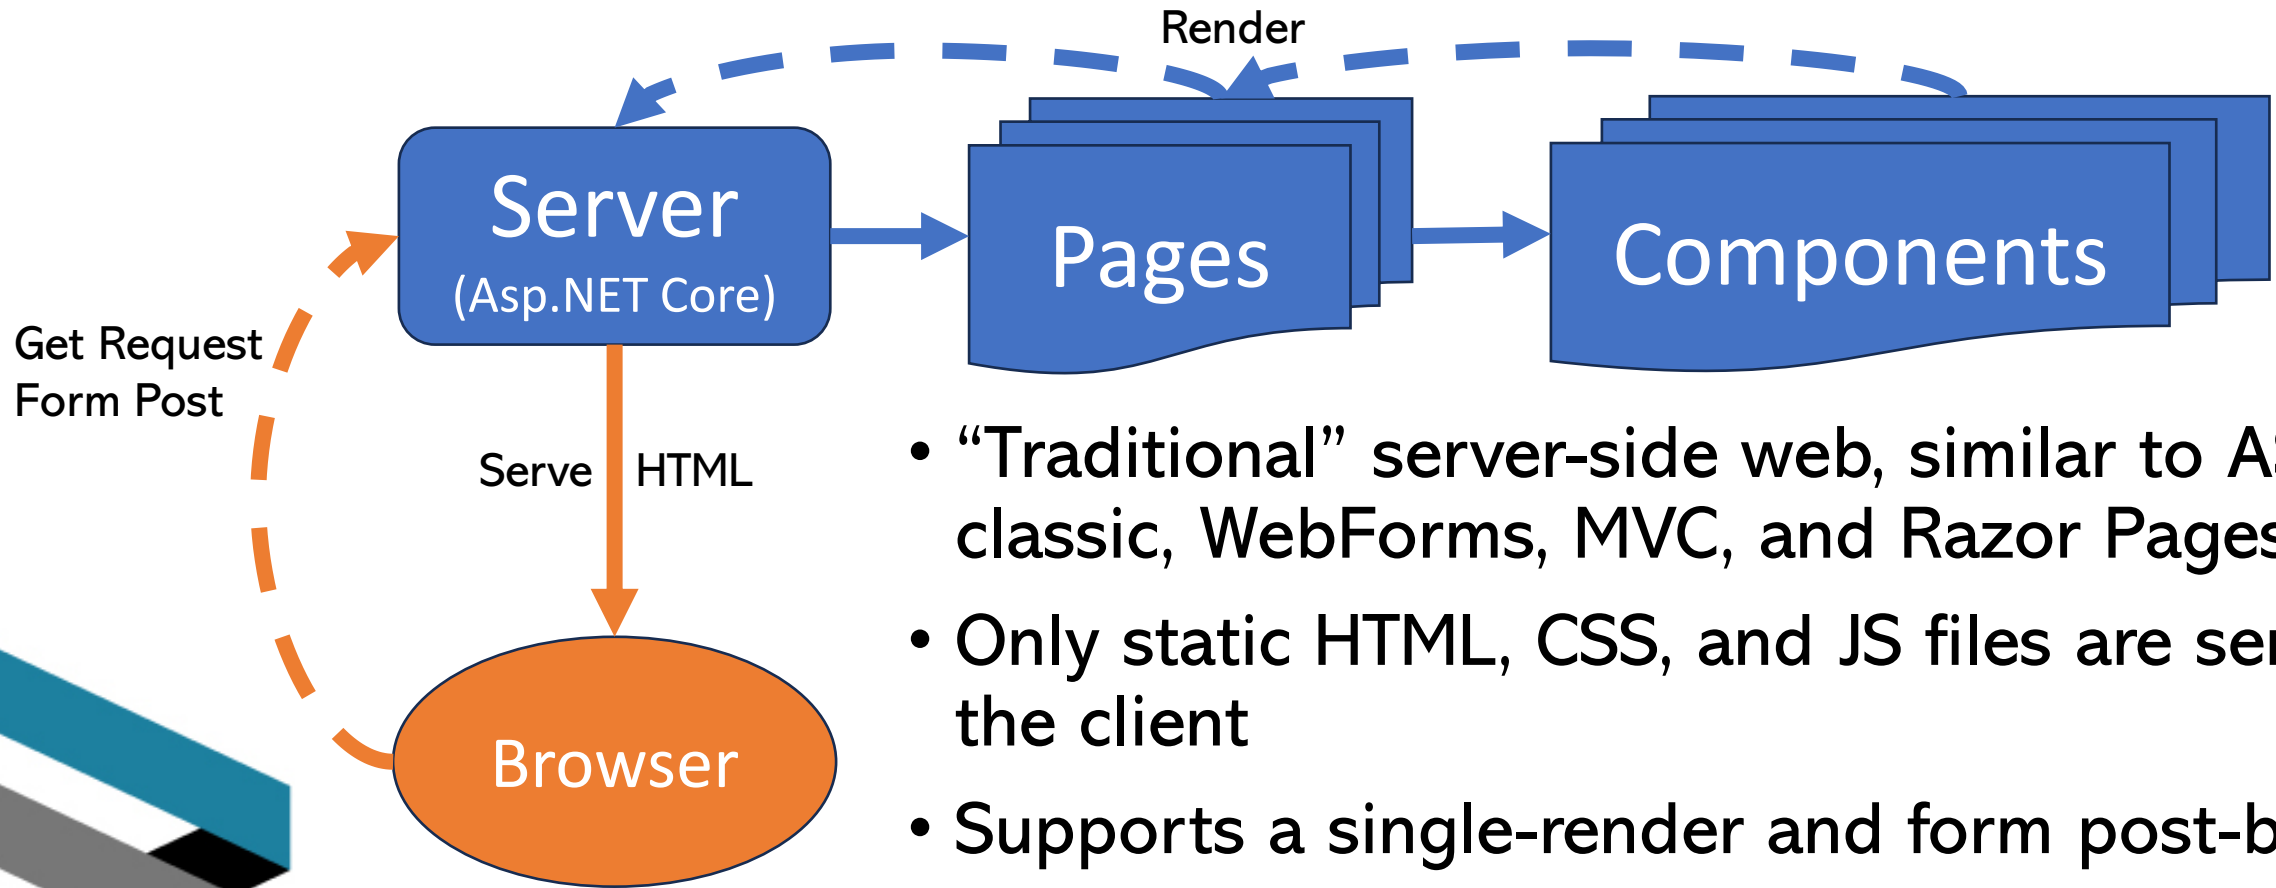 Render
Server
(Asp.NET Core)
Pages
Components
Get Request
Form Post
Serve HTML
Browser
• “Traditional” server-side web, similar to
classic, WebForms, MVC, and Razor Pages
• Only static HTML, CSS, and JS files are
the client
• Supports a single-render and form